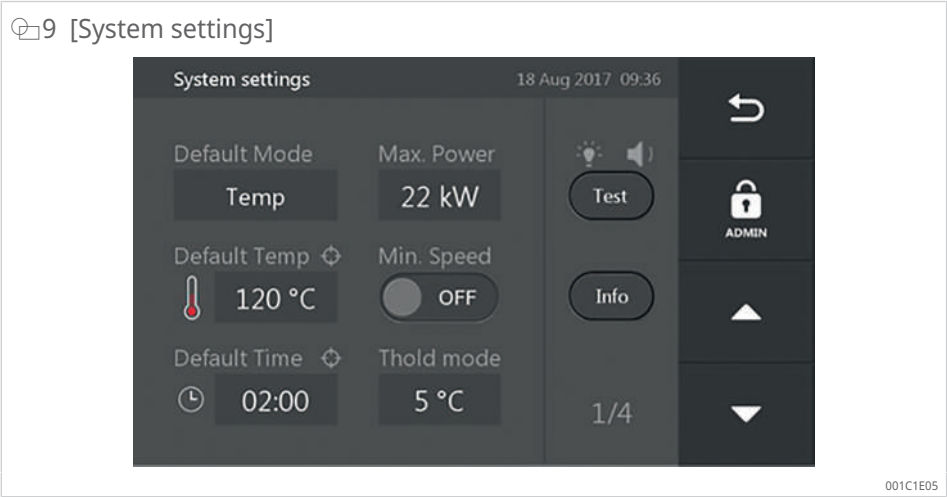 9 [System settings]
System settings 18 Aug 2017 09:36
Default Mode Max. Power
Temp 22 kW Test
ADMIN
Default Temp Min. Speed
120 °C OFF Info
Default Time Thold mode
02:00 5 °C 1/4
001C1E05